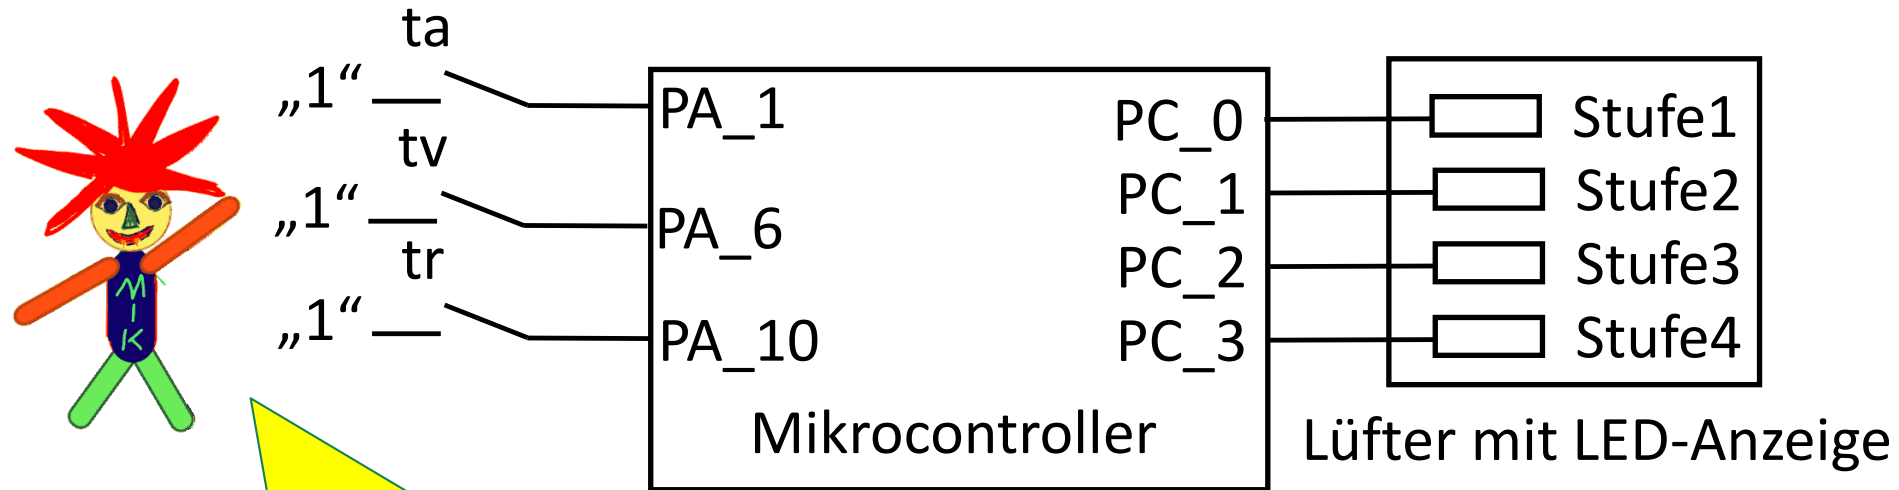 ta
„1“
PA_1
tv
„1“
PA_6
tr
„1“
PA_10
PC_0
PC_1
PC_2
PC_3
Mikrocontroller
Stufe1
Stufe2
Stufe3
Stufe4
Lüfter mit LED-Anzeige
MIK